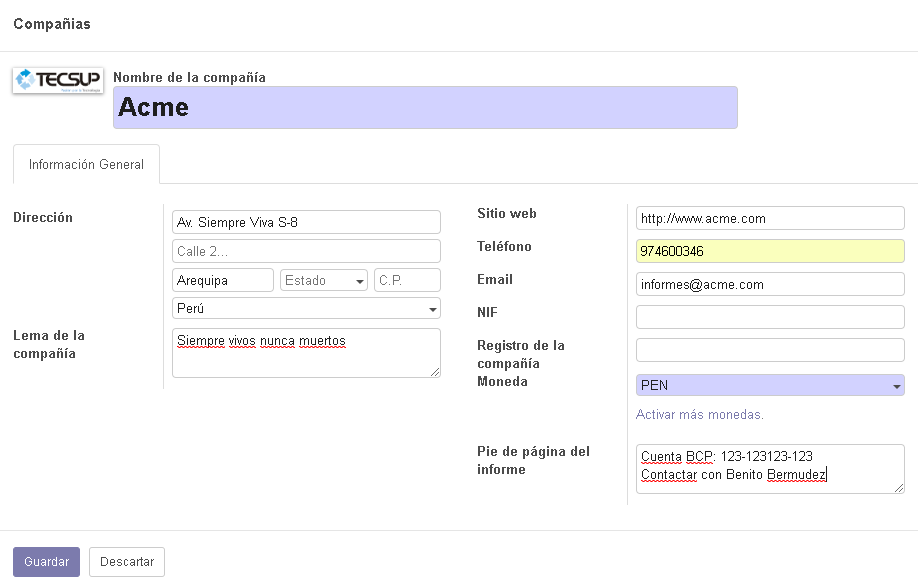 Compañias
TECSUP
Nombre de la compañía
Acme
Información General
Dirección
Av. Siempre Viva S-8
Calle 2...
Arequipa
Estado
C.P.
Perú
Lema de la
compañía
Siempre vivos nunca muertos
Sitio web
http://www.acme.com
Teléfono
974600346
Email
informes@acme.com
NIF
Registro de la
compañía
Moneda
PEN
Activar más monedas.
Pie de página del
informe
Cuenta BCP: 123-123123-123
Contactar con Benito Bermudez
Guardar
Descartar